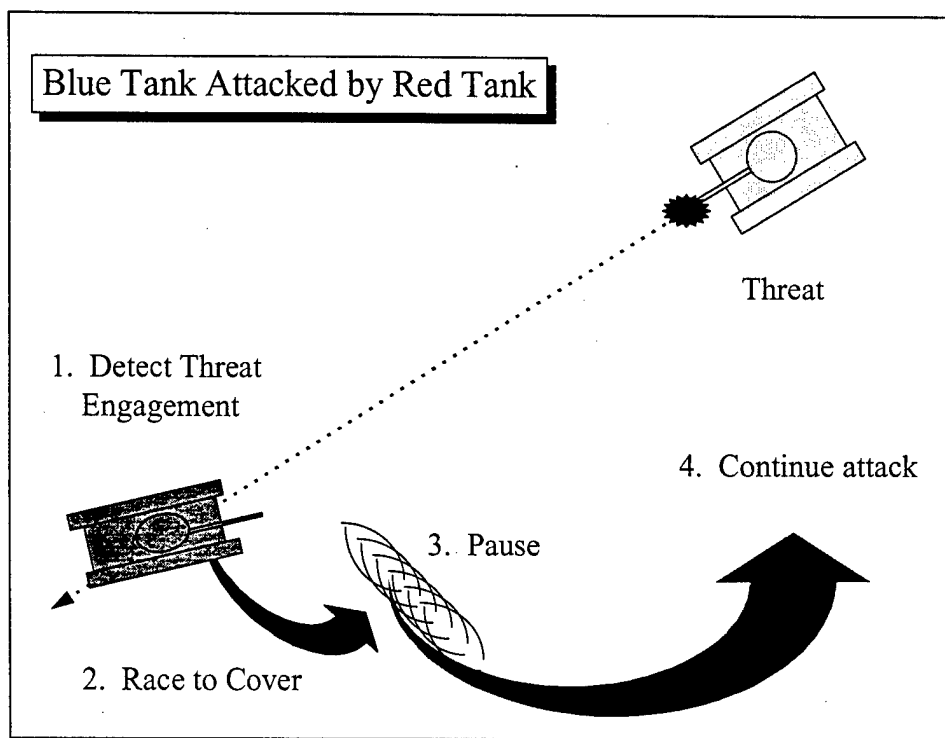 Blue Tank Attacked by Red Tank
Threat
1. Detect Threat
Engagement
4. Continue attack
3. Pause
2. Race to Cover